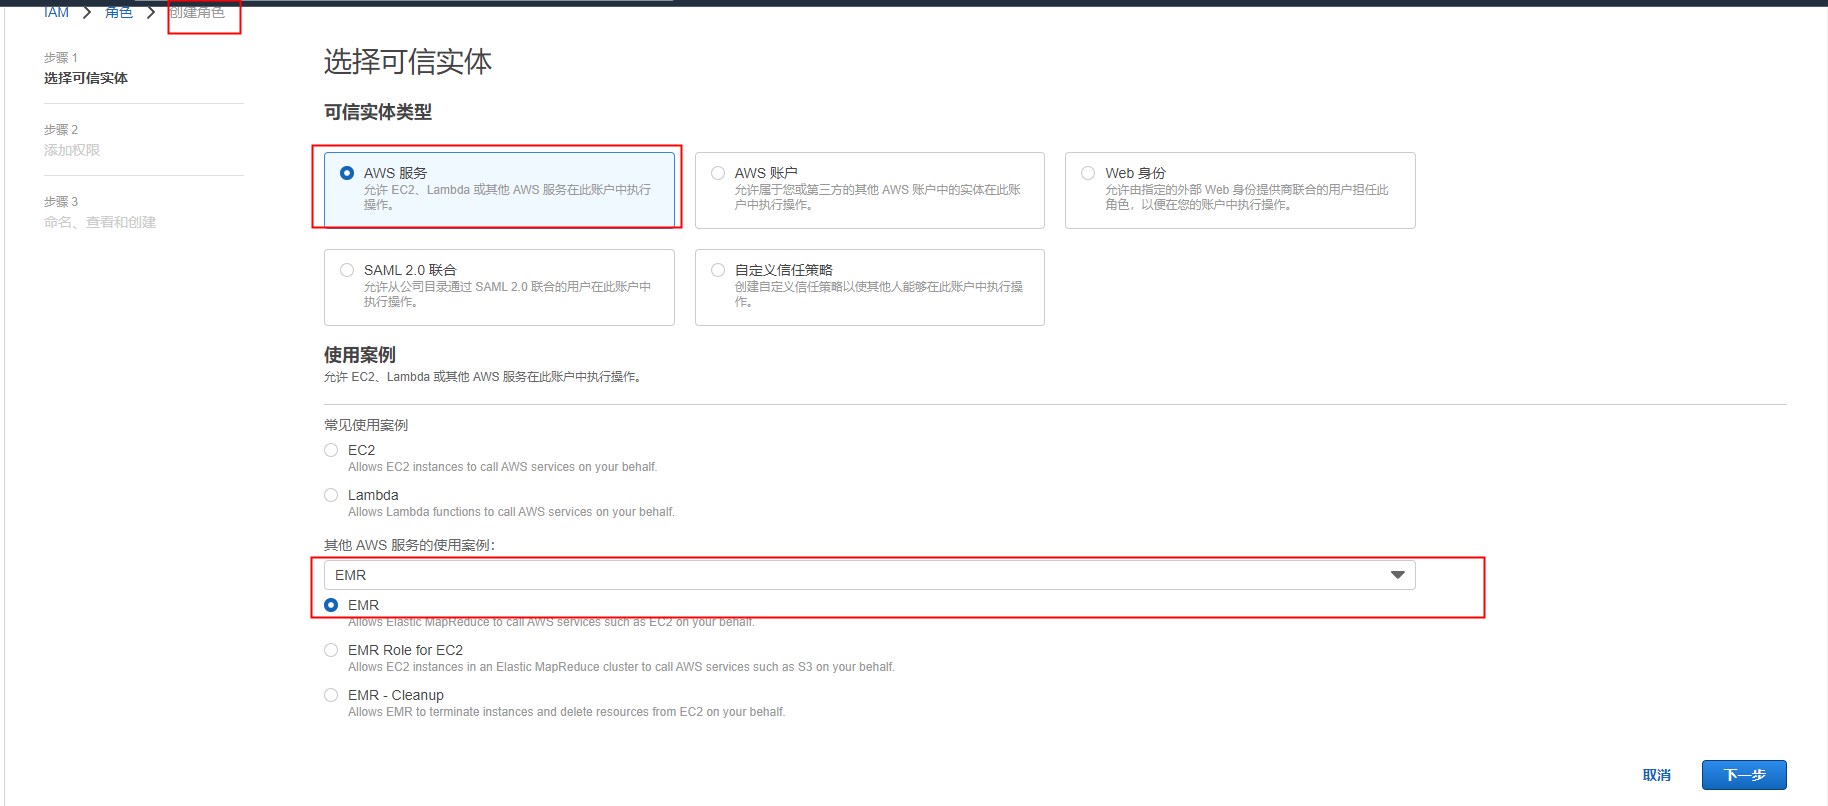 IAM > 角色 > 创建角色
步骤 1
选择可信实体
步骤 2
添加权限
步骤 3
命名、查看和创建
选择可信实体
可信实体类型
AWS 服务
允许 EC2、Lambda 或其他 AWS 服务在此账户中执行
操作。
AWS 账户
允许属于您或第三方的其他 AWS 账户中的实体在此账
户中执行操作。
Web 身份
允许由指定的外部 Web 身份提供商联合的用户担任此
角色，以便在您的账户中执行操作。
SAML 2.0 联合
允许从公司目录通过 SAML 2.0 联合的用户在此账户中
执行操作。
自定义信任策略
创建自定义信任策略以使其他人能够在此账户中执行操
作。
使用案例
允许 EC2、Lambda 或其他 AWS 服务在此账户中执行操作。
常见使用案例
EC2
Allows EC2 instances to call AWS services on your behalf.
Lambda
Allows Lambda functions to call AWS services on your behalf.
其他 AWS 服务的使用案例：
EMR
EMR
Allows Elastic MapReduce to call AWS services such as EC2 on your behalf.
EMR Role for EC2
Allows EC2 instances in an Elastic MapReduce cluster to call AWS services such as S3 on your behalf.
EMR - Cleanup
Allows EMR to terminate instances and delete resources from EC2 on your behalf.
取消
下一步